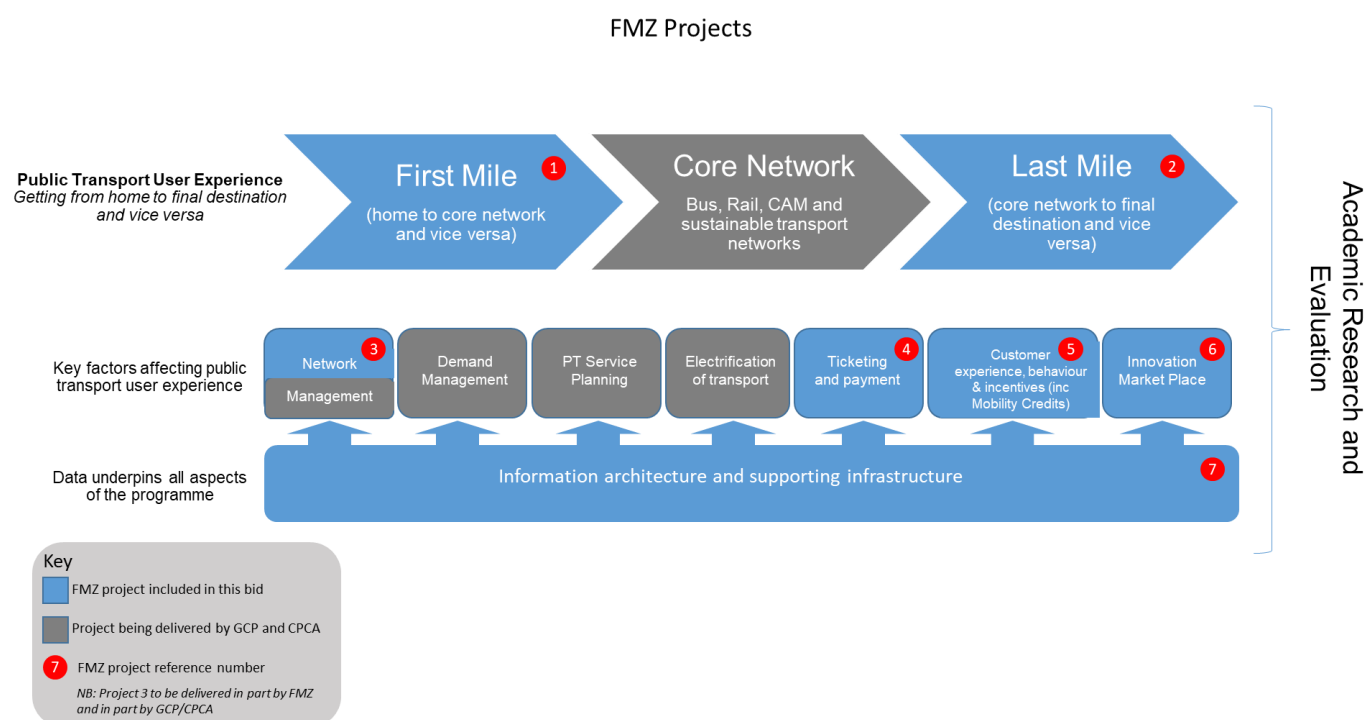 FMZ Projects
Public Transport User Experience
Getting from home to final destination
and vice versa
First Mile
1
(home to core network
and vice versa)
Core Network
Bus, Rail, CAM and
sustainable transport
networks
Last Mile
2
(core network to final
destination and vice
versa)
Key factors affecting public
transport user experience
Network
3
Management
Demand
Management
PT Service
Planning
Electrification
of transport
Ticketing
and payment
4
Customer
experience, behaviour
& incentives (inc
Mobility Credits)
5
Innovation
Market Place
6
Data underpins all aspects
of the programme
Information architecture and supporting infrastructure
7
Academic Research and
Evaluation
Key
FMZ project included in this bid
Project being delivered by GCP and CPCA
7
FMZ project reference number
NB: Project 3 to be delivered in part by FMZ
and in part by GCP/CPCA